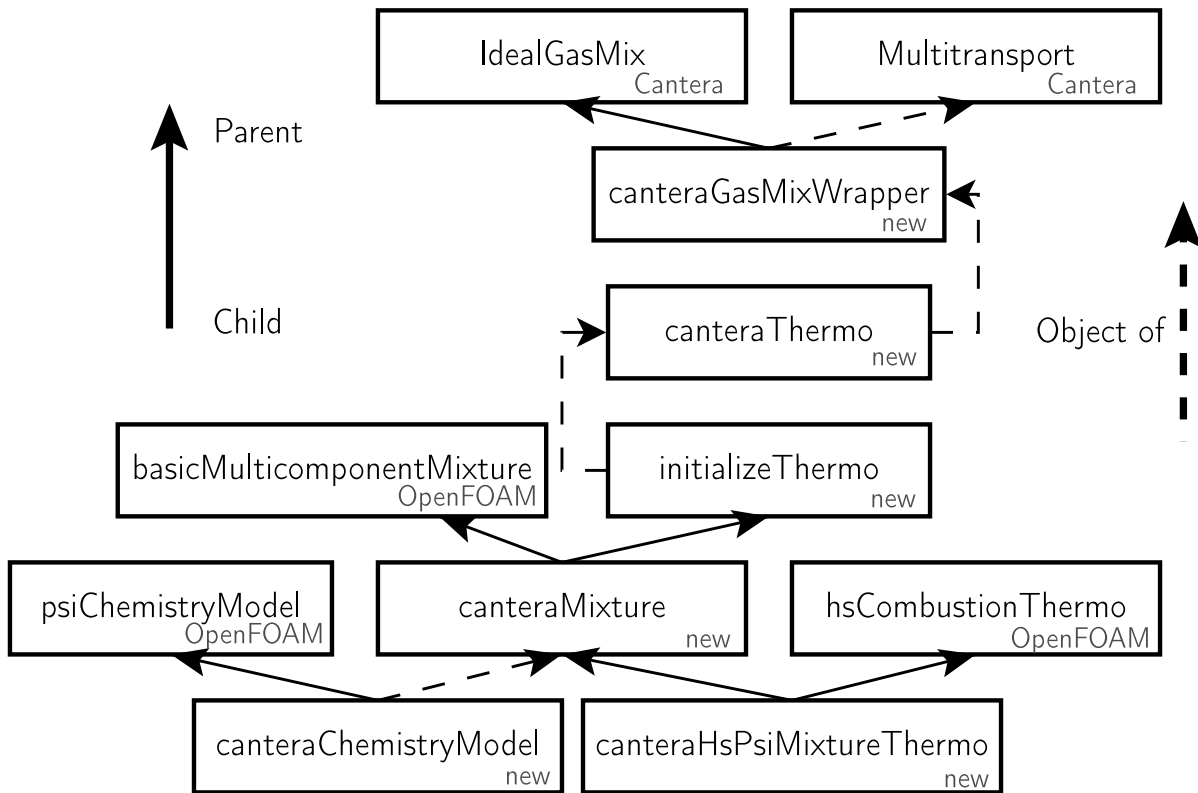 IdealGasMix
Cantera
Multitransport
Cantera
Parent
canteraGasMixWrapper
new
Child
canteraThermo
new
Object of
basicMulticomponentMixture
OpenFOAM
initializeThermo
new
psiChemistryModel
OpenFOAM
canteraMixture
new
hsCombustionThermo
OpenFOAM
canteraChemistryModel
new
canteraHsPsiMixtureThermo
new